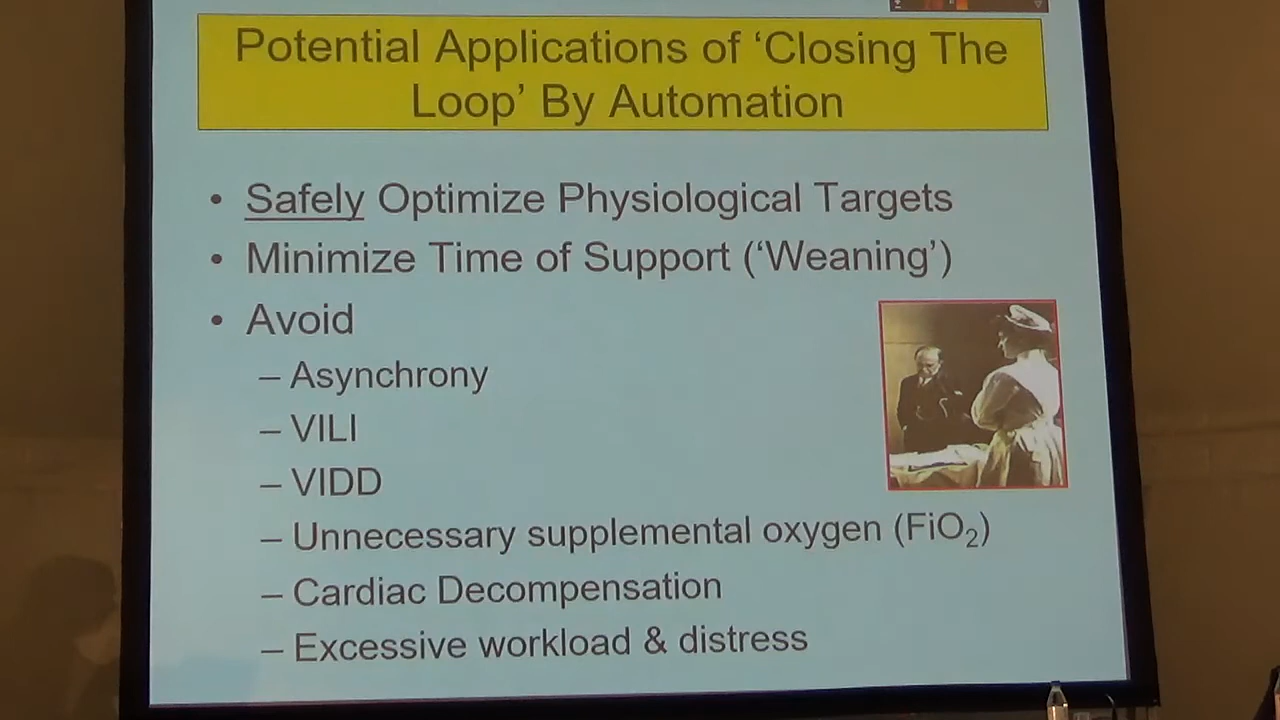 Potential Applications of ‘Closing The
Loop’ By Automation
• Safely Optimize Physiological Targets
• Minimize Time of Support (‘Weaning’)
• Avoid
– Asynchrony
– VILI
– VIDD
– Unnecessary supplemental oxygen (FiO₂)
– Cardiac Decompensation
– Excessive workload & distress